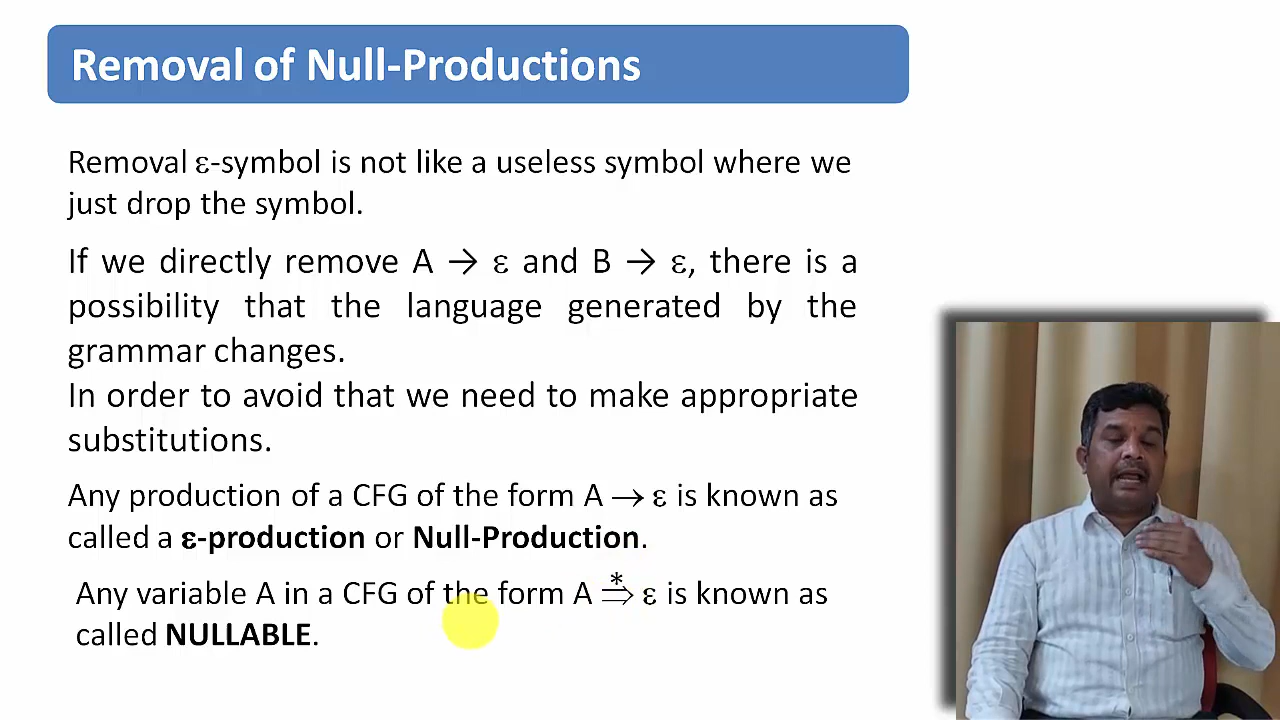 Removal of Null-Productions
Removal ε-symbol is not like a useless symbol where we
just drop the symbol.
If we directly remove A → ε and B → ε, there is a
possibility that the language generated by the
grammar changes.
In order to avoid that we need to make appropriate
substitutions.
Any production of a CFG of the form A → ε is known as
called a ε-production or Null-Production.
Any variable A in a CFG of the form A ⇒* ε is known as
called NULLABLE.